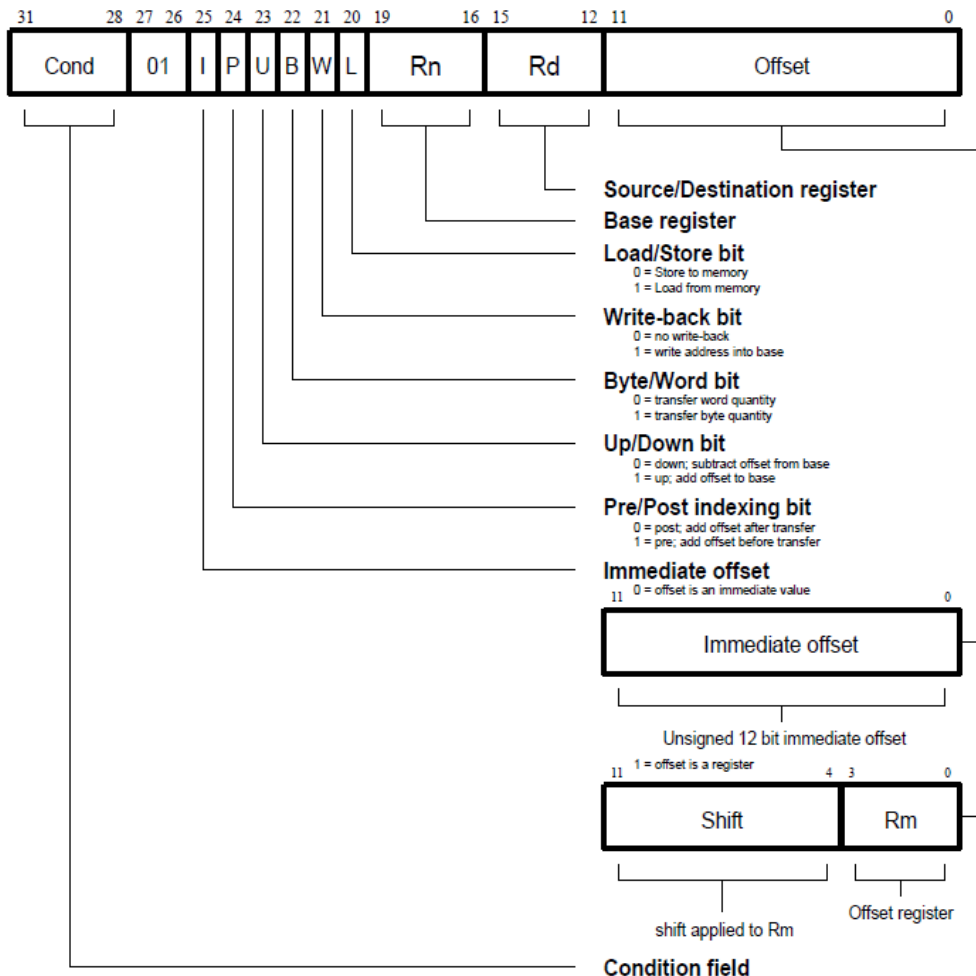 31 28 27 26 25 24 23 22 21 20 19 16 15 12 11 0
Cond 01 I P U B W L Rn Rd Offset
Source/Destination register
Base register
Load/Store bit
0 = Store to memory
1 = Load from memory
Write-back bit
0 = no write-back
1 = write address into base
Byte/Word bit
0 = transfer word quantity
1 = transfer byte quantity
Up/Down bit
0 = down; subtract offset from base
1 = up; add offset to base
Pre/Post indexing bit
0 = post; add offset after transfer
1 = pre; add offset before transfer
Immediate offset
11 0 = offset is an immediate value 0
Immediate offset
Unsigned 12 bit immediate offset
11 1 = offset is a register 4 3 0
Shift Rm
shift applied to Rm Offset register
Condition field